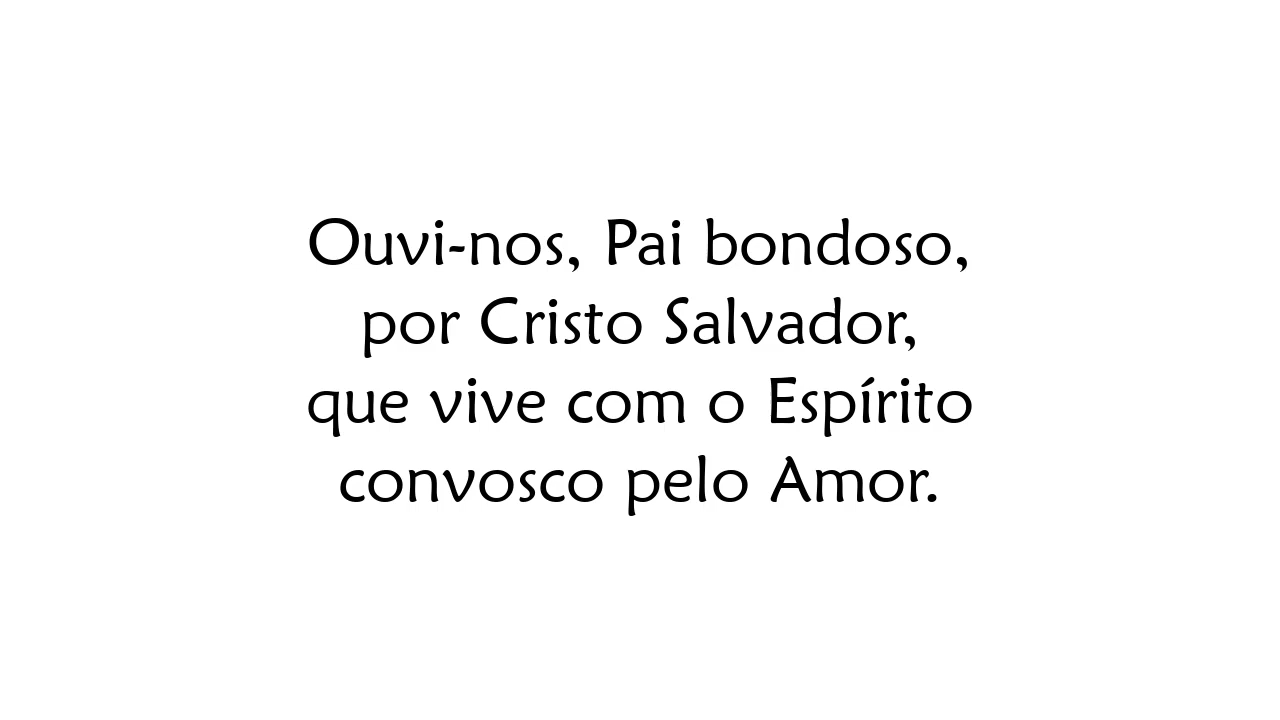 Ouvi-nos, Pai bondoso,
por Cristo Salvador,
que vive com o Espírito
convosco pelo Amor.